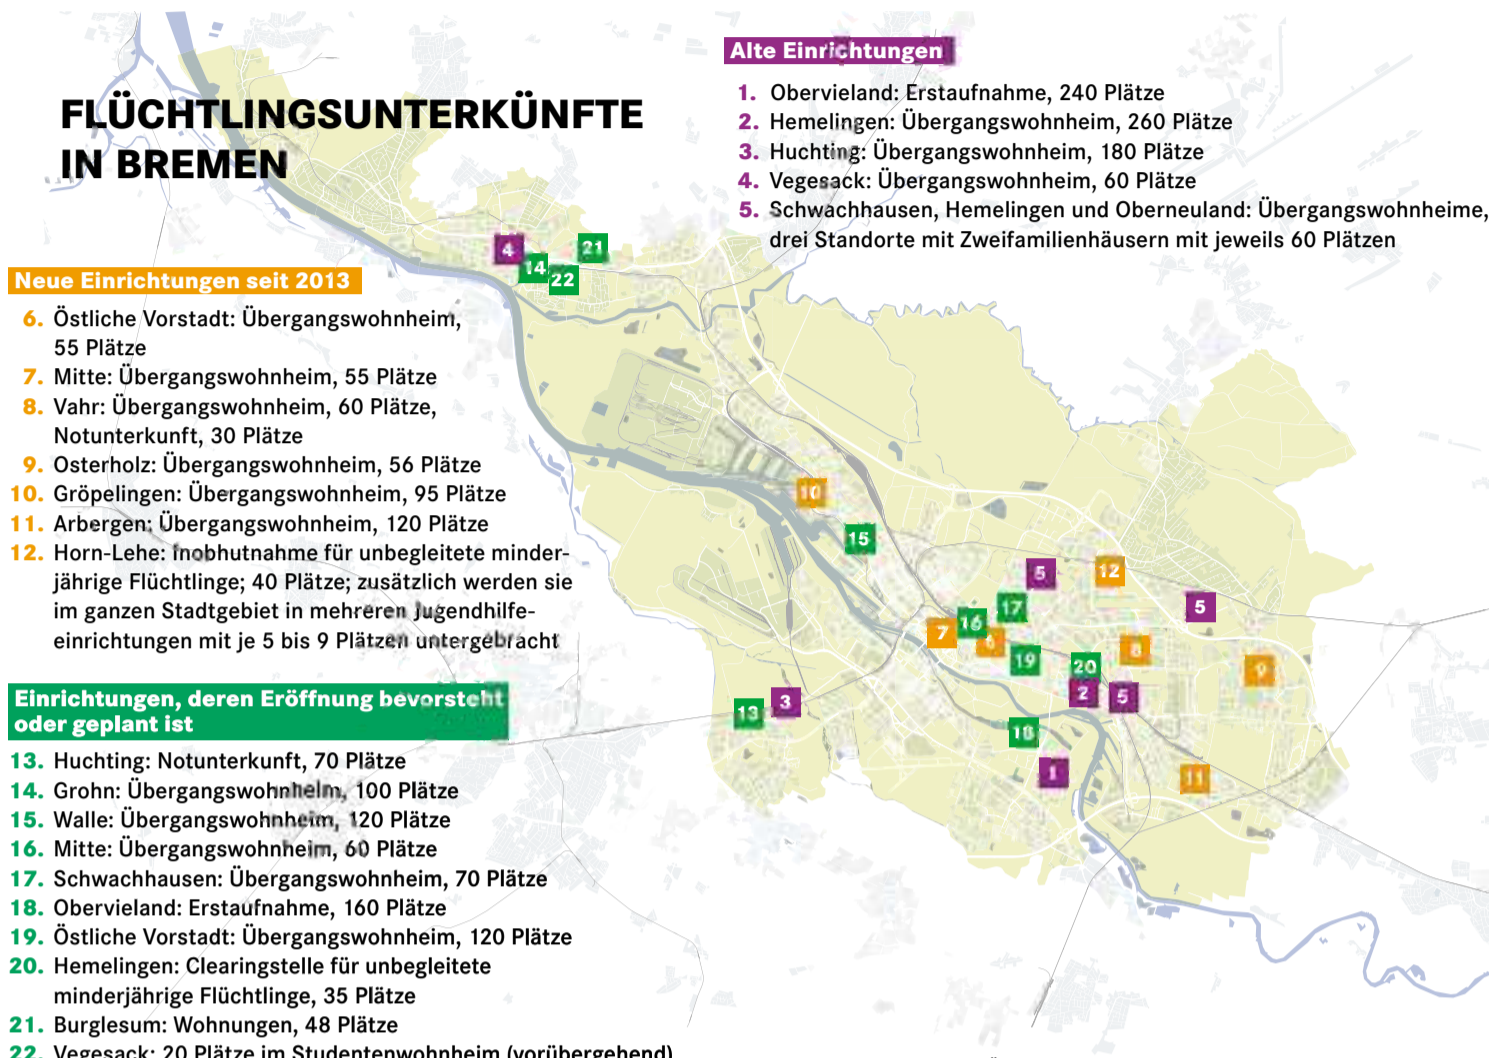 FLÜCHTLINGSUNTERKÜNFTE
IN BREMEN
Alte Einrichtungen
1. Obervieland: Erstaufnahme, 240 Plätze
2. Hemelingen: Übergangswohnheim, 260 Plätze
3. Huchting: Übergangswohnheim, 180 Plätze
4. Vegesack: Übergangswohnheim, 60 Plätze
5. Schwachhausen, Hemelingen und Oberneuland: Übergangswohnheime,
drei Standorte mit Zweifamilienhäusern mit jeweils 60 Plätzen
Neue Einrichtungen seit 2013
6. Östliche Vorstadt: Übergangswohnheim,
55 Plätze
7. Mitte: Übergangswohnheim, 55 Plätze
8. Vahr: Übergangswohnheim, 60 Plätze,
Notunterkunft, 30 Plätze
9. Osterholz: Übergangswohnheim, 56 Plätze
10. Gröpelingen: Übergangswohnheim, 95 Plätze
11. Arbergen: Übergangswohnheim, 120 Plätze
12. Horn-Lehe: Inobhutnahme für unbegleitete minder-
jährige Flüchtlinge; 40 Plätze; zusätzlich werden sie
im ganzen Stadtgebiet in mehreren Jugendhilfe-
einrichtungen mit je 5 bis 9 Plätzen untergebracht
Einrichtungen, deren Eröffnung bevorsteht
oder geplant ist
13. Huchting: Notunterkunft, 70 Plätze
14. Grohn: Übergangswohnheim, 100 Plätze
15. Walle: Übergangswohnheim, 120 Plätze
16. Mitte: Übergangswohnheim, 60 Plätze
17. Schwachhausen: Übergangswohnheim, 70 Plätze
18. Obervieland: Erstaufnahme, 160 Plätze
19. Östliche Vorstadt: Übergangswohnheim, 120 Plätze
20. Hemelingen: Clearingstelle für unbegleitete
minderjährige Flüchtlinge, 35 Plätze
21. Burglesum: Wohnungen, 48 Plätze
22. Vegesack: 20 Plätze im Studentenwohnheim (vorübergehend)
4
21
14
22
10
15
5
12
5
17
16
7
6
19
20
8
9
2
5
13
3
18
1
11